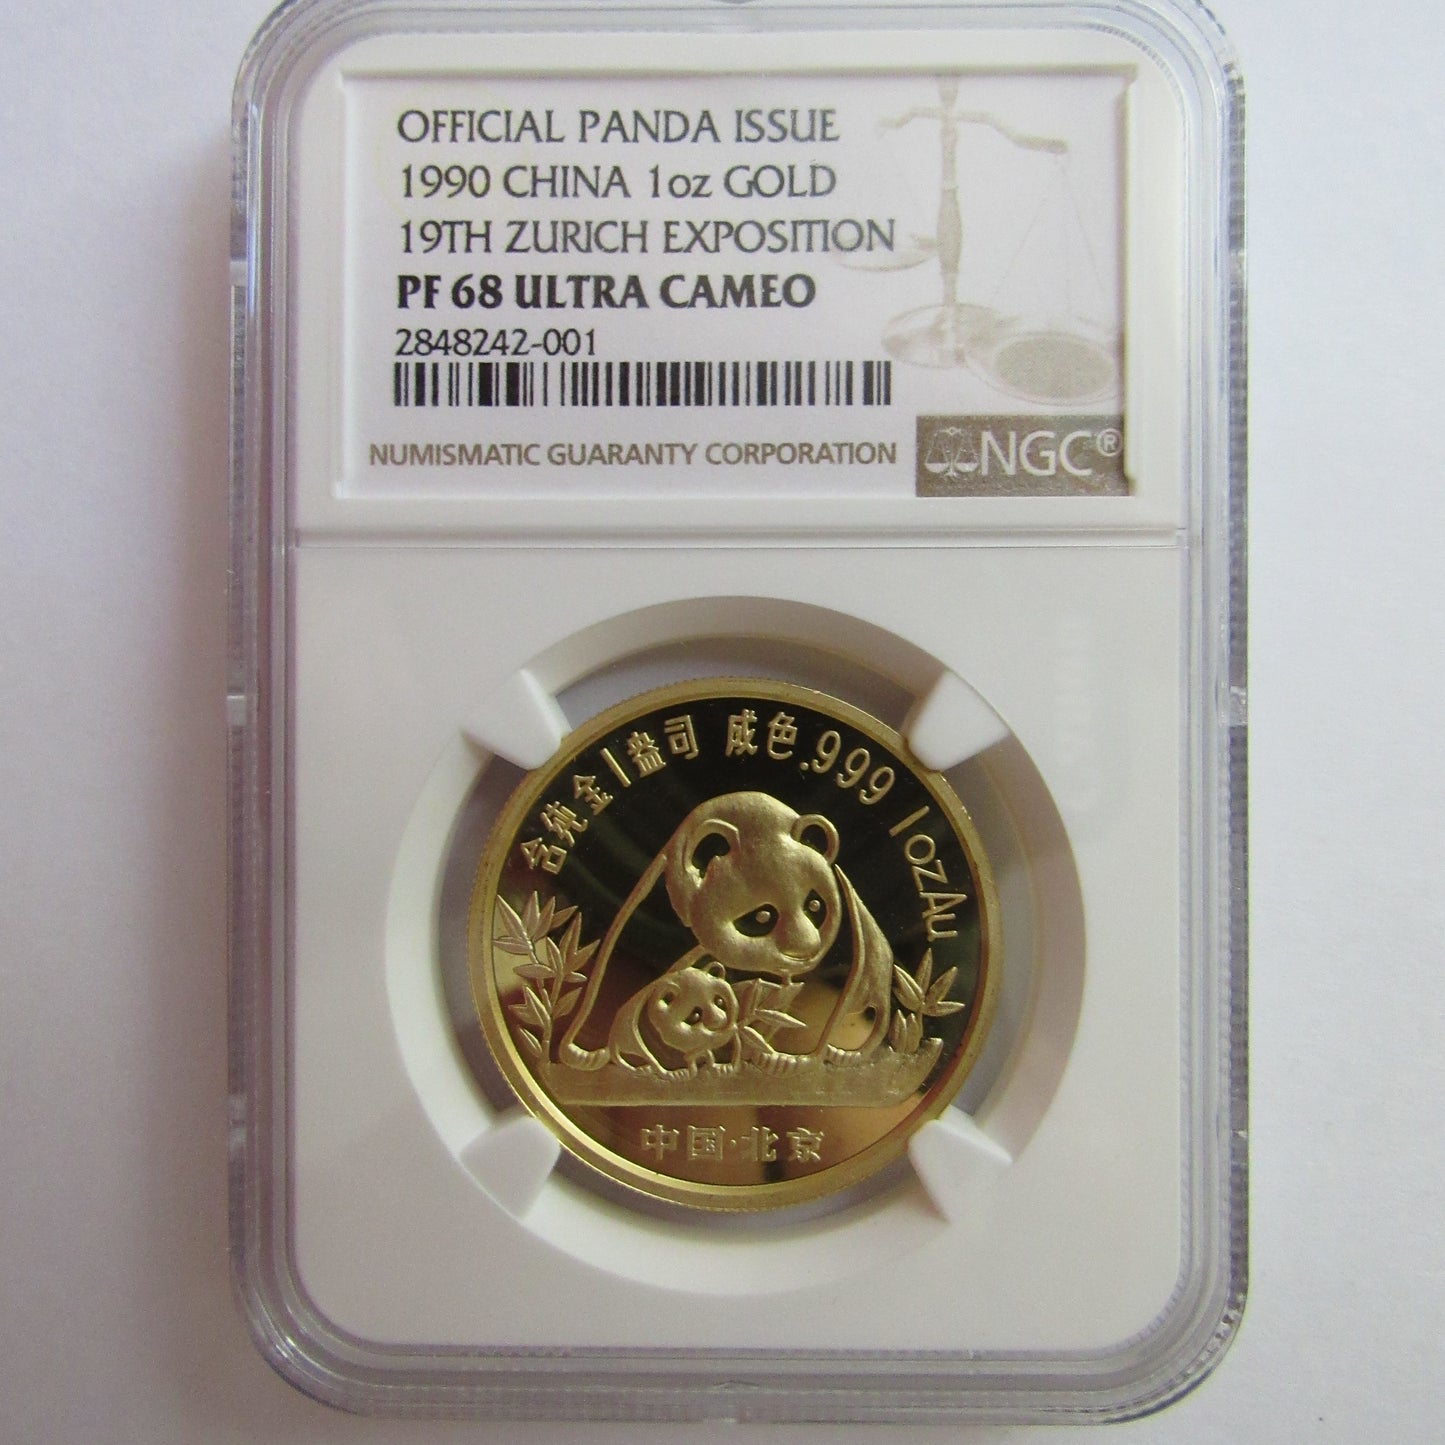 OFFICIAL PANDA ISSUE
1990 CHINA 1oz GOLD
19TH ZURICH EXPOSITION
PF 68 ULTRA CAMEO
2848242-001
NUMISMATIC GUARANTY CORPORATION
NGC®
含纯金1盎司 成色.999 1ozAu
中国·北京